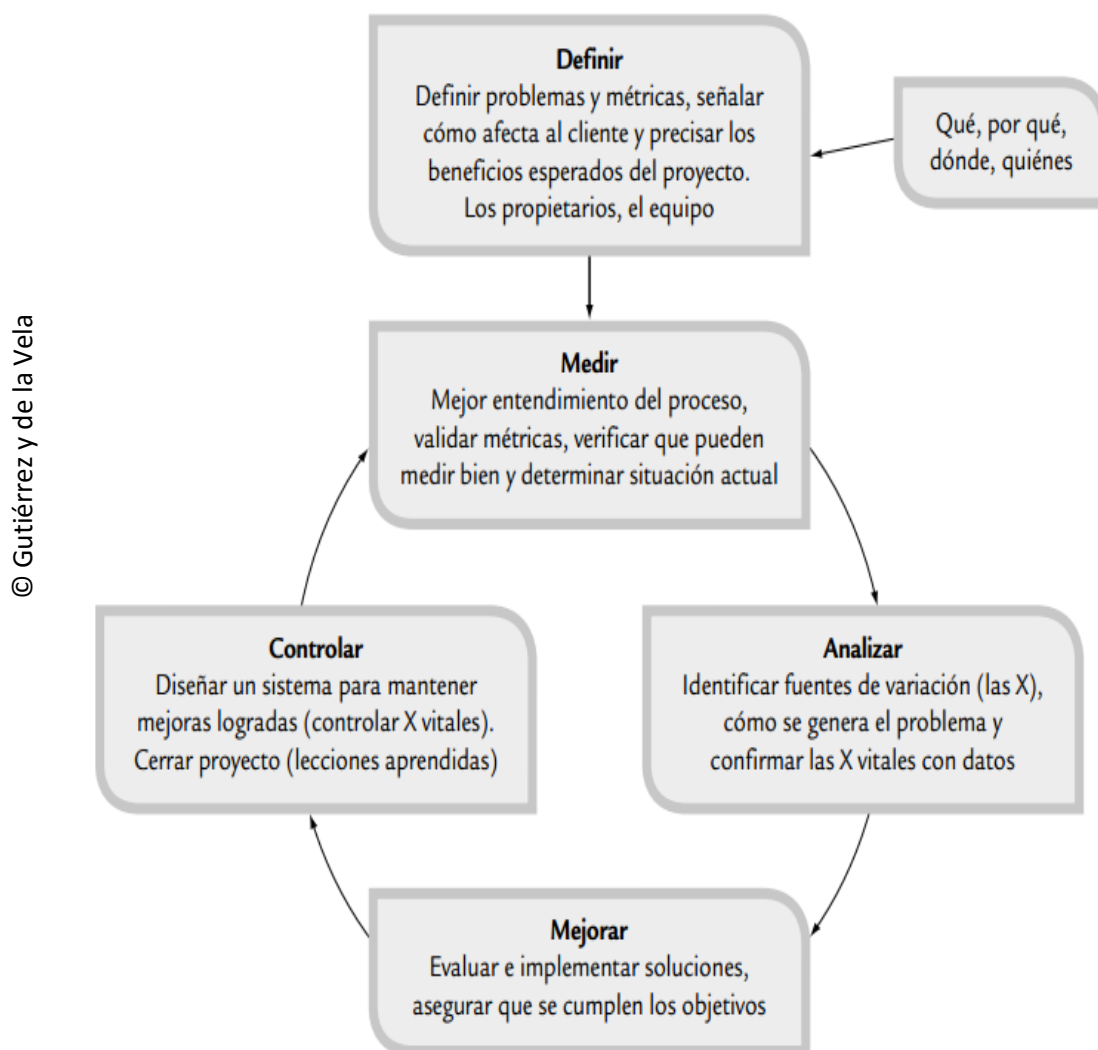 Definir
Definir problemas y métricas, señalar
cómo afecta al cliente y precisar los
beneficios esperados del proyecto.
Los propietarios, el equipo
Qué, por qué,
dónde, quiénes
Medir
Mejor entendimiento del proceso,
validar métricas, verificar que pueden
medir bien y determinar situación actual
© Gutiérrez y de la Vela
Controlar
Diseñar un sistema para mantener
mejoras logradas (controlar X vitales).
Cerrar proyecto (lecciones aprendidas)
Analizar
Identificar fuentes de variación (las X),
cómo se genera el problema y
confirmar las X vitales con datos
Mejorar
Evaluar e implementar soluciones,
asegurar que se cumplen los objetivos